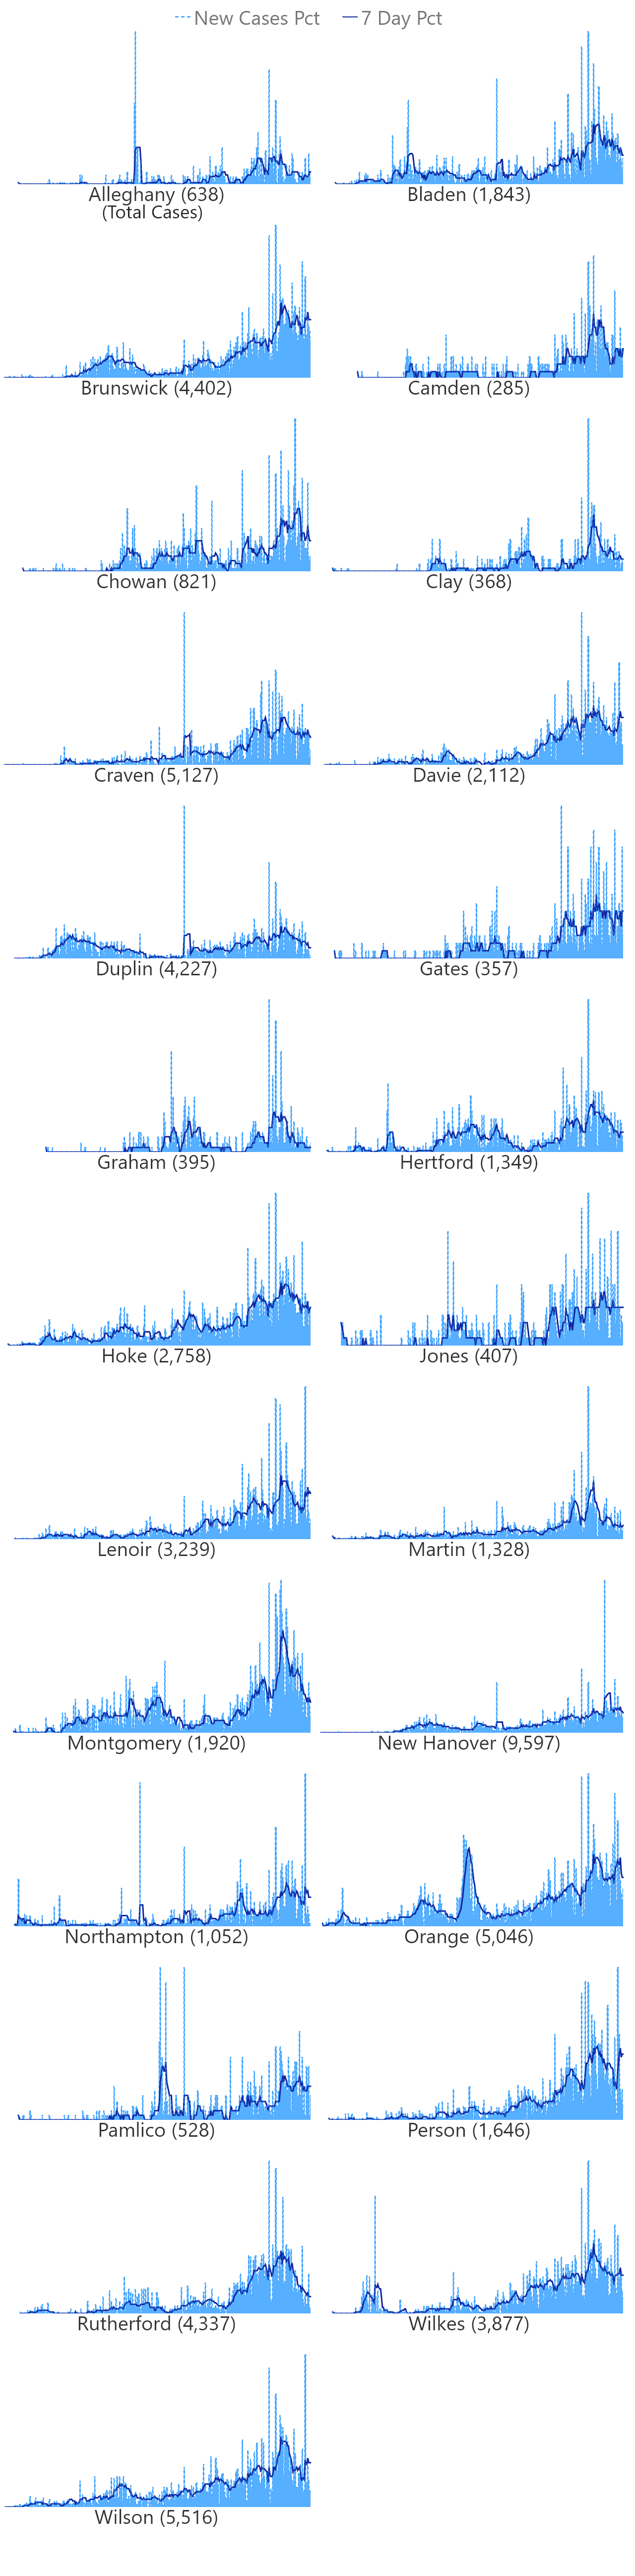 New Cases Pct 7 Day Pct
Alleghany (638)
(Total Cases)
Bladen (1,843)
Brunswick (4,402)
Camden (285)
Chowan (821)
Clay (368)
Craven (5,127)
Davie (2,112)
Duplin (4,227)
Gates (357)
Graham (395)
Hertford (1,349)
Hoke (2,758)
Jones (407)
Lenoir (3,239)
Martin (1,328)
Montgomery (1,920)
New Hanover (9,597)
Northampton (1,052)
Orange (5,046)
Pamlico (528)
Person (1,646)
Rutherford (4,337)
Wilkes (3,877)
Wilson (5,516)